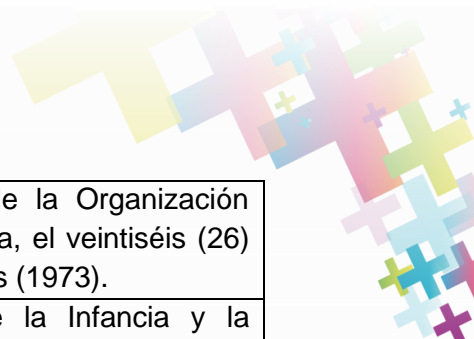 e la Organización
a, el veintiséis (26)
s (1973).
e la Infancia y la